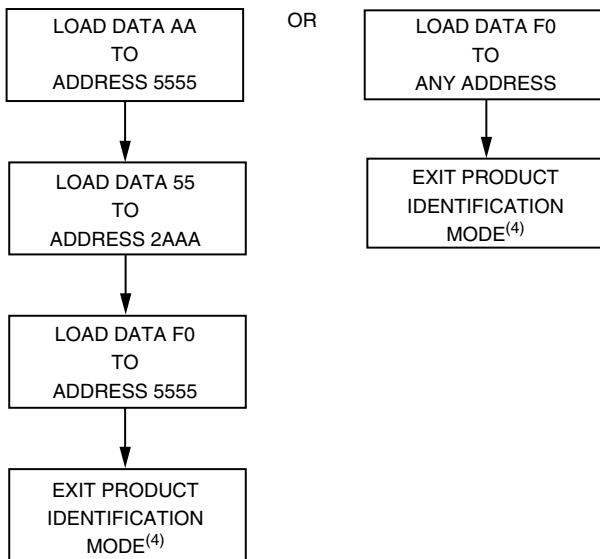 LOAD DATA AA
TO
ADDRESS 5555
LOAD DATA 55
TO
ADDRESS 2AAA
LOAD DATA F0
TO
ADDRESS 5555
EXIT PRODUCT
IDENTIFICATION
MODE(4)
OR
LOAD DATA F0
TO
ANY ADDRESS
EXIT PRODUCT
IDENTIFICATION
MODE(4)